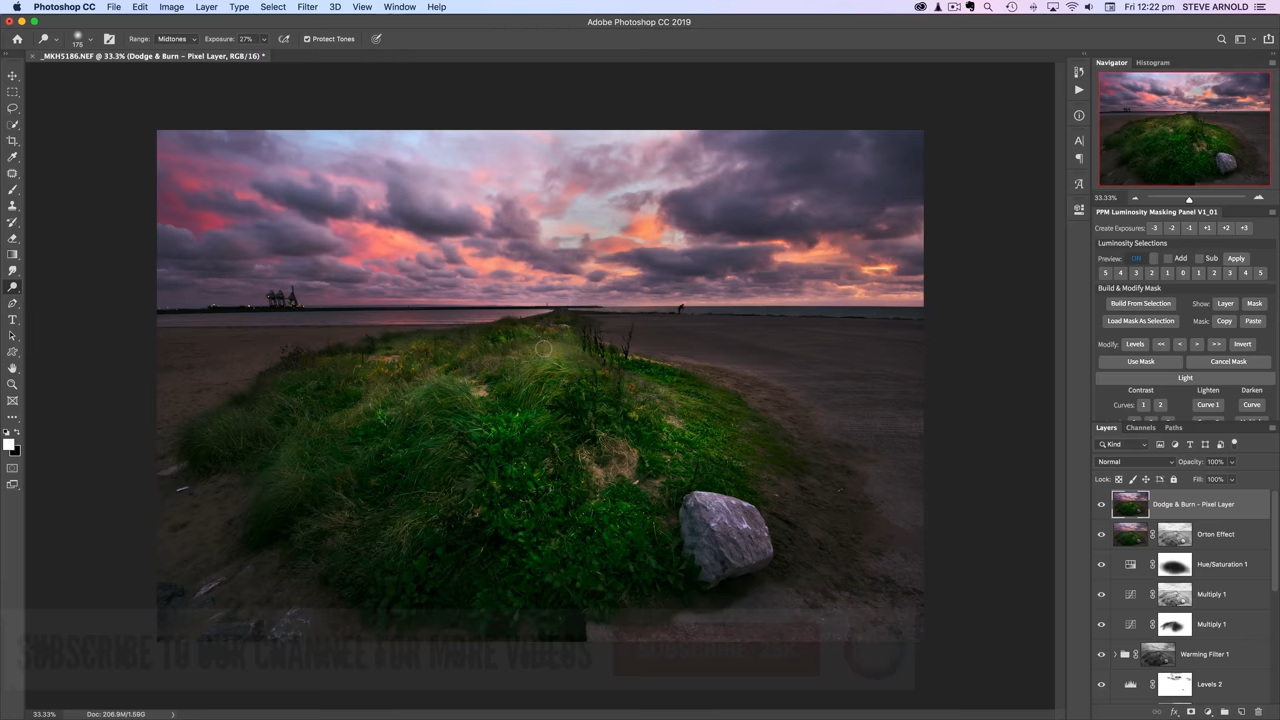 Photoshop CC File Edit Image Layer Type Select Filter 3D View Window Help Fri 12:22 pm STEVE ARNOLD
Adobe Photoshop CC 2019
175 Range: Midtones Exposure: 27% Protect Tones
_MKH5186.NEF @ 33.3% (Dodge & Burn - Pixel Layer, RGB/16) *
Navigator Histogram
33.33%
PPM Luminosity Masking Panel V1_01
Create Exposures: -3 -2 -1 +1 +2 +3
Luminosity Selections
Preview: ON Add Sub Apply
5 4 3 2 1 0 1 2 3 4 5
Build & Modify Mask
Build From Selection Show: Layer Mask
Load Mask As Selection Mask: Copy Paste
Modify: Levels << < > >> Invert
Use Mask Cancel Mask
Light
Contrast Lighten Darken
Curves: 1 2 Curve 1 Curve
Layers Channels Paths
Kind
Normal Opacity: 100%
Lock: Fill: 100%
Dodge & Burn - Pixel Layer
Orton Effect
Hue/Saturation 1
Multiply 1
Multiply 1
Warming Filter 1
Levels 2
SUBSCRIBE TO OUR CHANNEL FOR MORE VIDEOS
33.33% Doc: 206.9M/1.59G